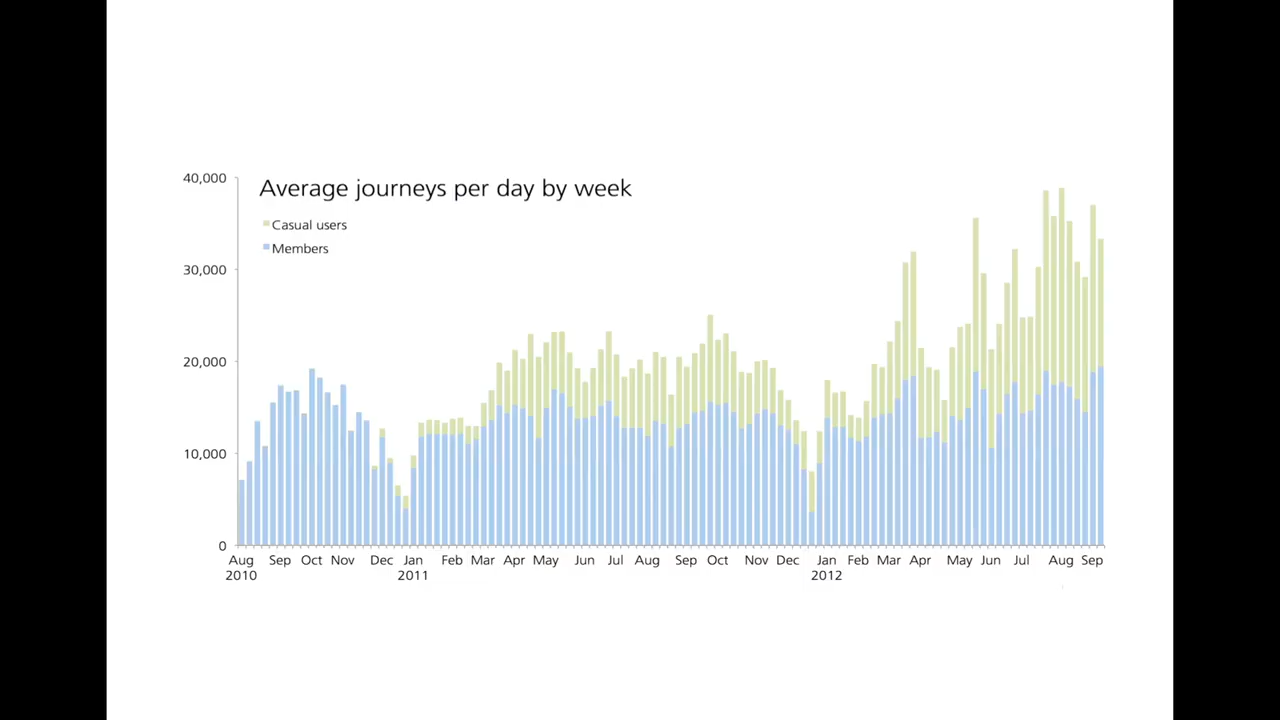 40,000
Average journeys per day by week
Casual users
Members
30,000
20,000
10,000
0
Aug Sep Oct Nov Dec Jan Feb Mar Apr May Jun Jul Aug Sep Oct Nov Dec Jan Feb Mar Apr May Jun Jul Aug Sep
2010 2011 2012